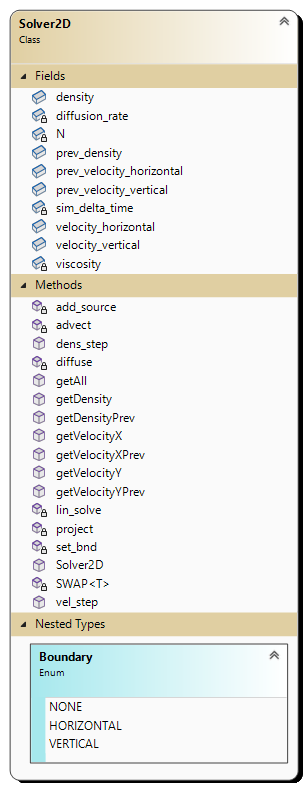 Solver2D
Class
Fields
density
diffusion_rate
N
prev_density
prev_velocity_horizontal
prev_velocity_vertical
sim_delta_time
velocity_horizontal
velocity_vertical
viscosity
Methods
add_source
advect
dens_step
diffuse
getAll
getDensity
getDensityPrev
getVelocityX
getVelocityXPrev
getVelocityY
getVelocityYPrev
lin_solve
project
set_bnd
Solver2D
SWAP<T>
vel_step
Nested Types
Boundary
Enum
NONE
HORIZONTAL
VERTICAL